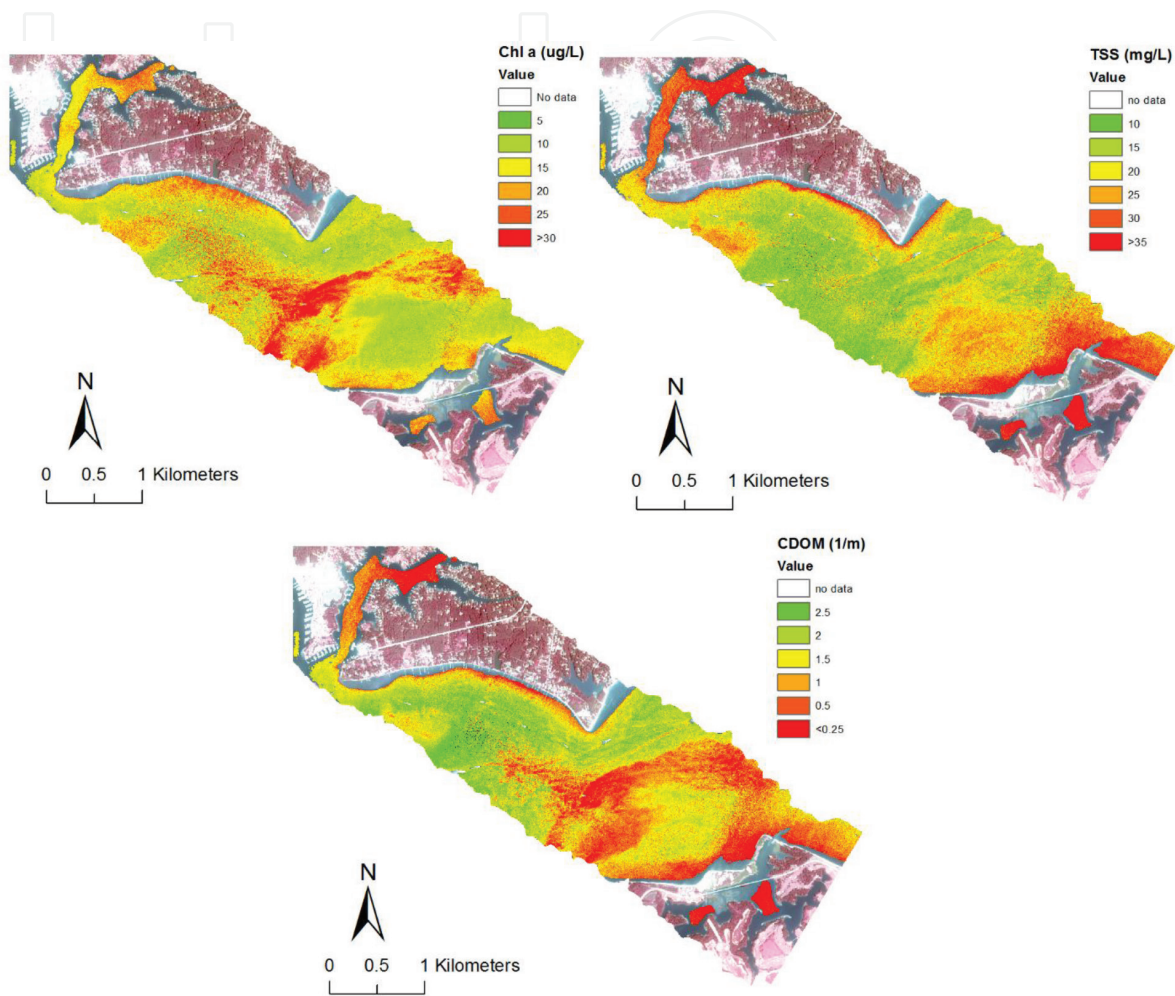 Chl a (ug/L)
Value
No data
5
10
15
20
25
>30
N
0 0.5 1 Kilometers
TSS (mg/L)
Value
no data
10
15
20
25
30
>35
N
0 0.5 1 Kilometers
CDOM (1/m)
Value
no data
2.5
2
1.5
1
0.5
<0.25
N
0 0.5 1 Kilometers